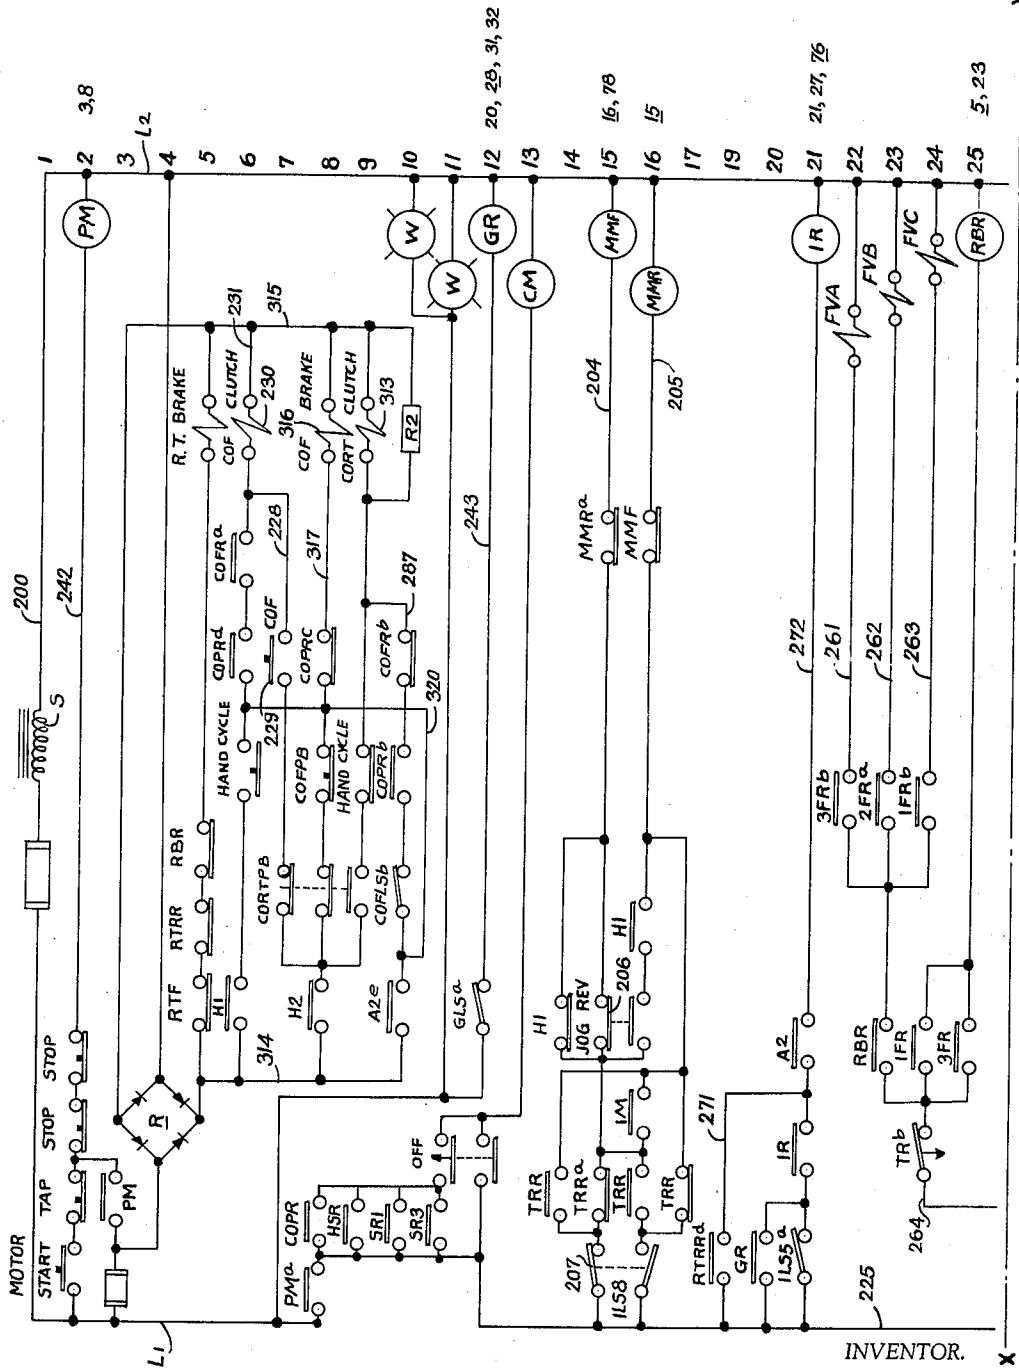 1
200
S
MOTOR
START
TAP
STOP
STOP
242
PM
2
3,8
PM
3
L2
4
R
L1
RTF
RTRR
RBR
R.T. BRAKE
5
H1
HAND CYCLE
COPRd
COFRa
COF
CLUTCH
231
230
6
314
315
CORTPB
229
COF
228
7
H2
COFPB
COPRC
317
COF
316
BRAKE
8
HAND CYCLE
CORT
CLUTCH
313
9
A2e
COFLSb
COPRb
COFRb
287
R2
320
W
10
W
11
GLSa
243
GR
12
20, 28, 31, 32
CM
13
PMa
COPR
HSR
SR1
SR3
OFF
14
H1
TRR
JOG REV
206
TRRa
MMRa
204
MMF
15
16, 78
207
1LS8
TRR
1M
H1
MMF
205
MMR
16
15
TRR
17
19
RTRRd
271
20
GR
1LS5a
1R
A2
272
1R
21
21, 27, 76
3FRb
261
FVA
22
RBR
2FRa
262
FVB
23
1FR
1FRb
263
FVC
24
TRb
264
3FR
RBR
25
5, 23
225
INVENTOR.
X